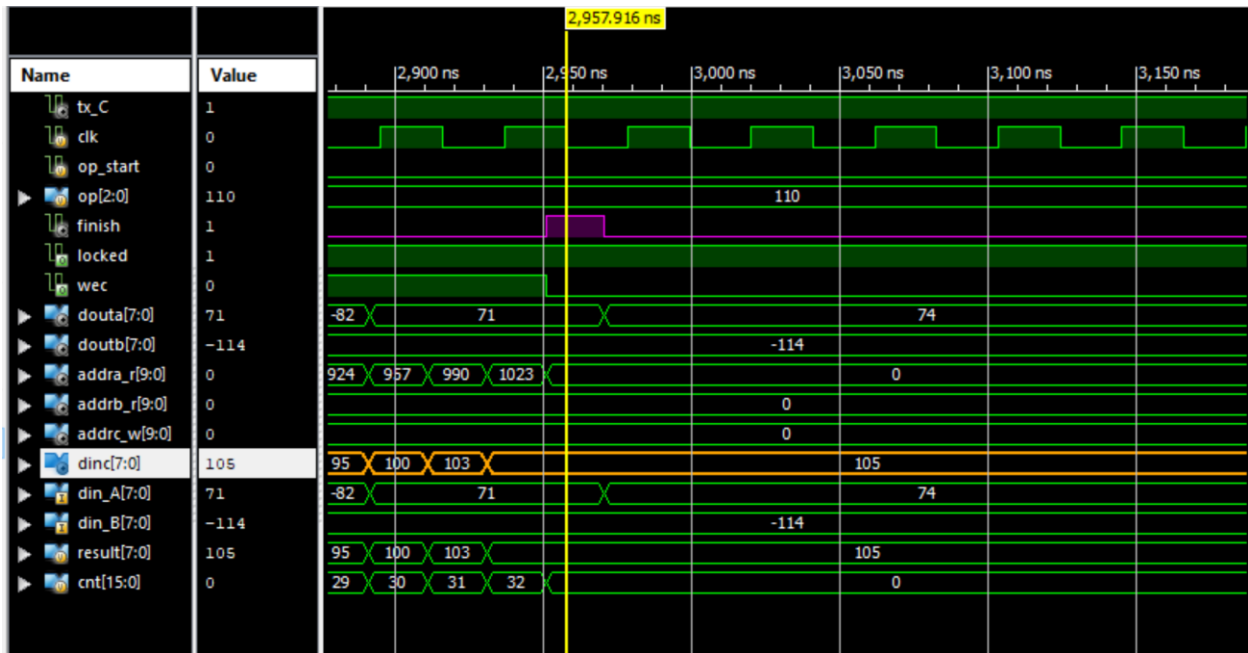 2,957.916 ns
Name Value 2,900 ns 2,950 ns 3,000 ns 3,050 ns 3,100 ns 3,150 ns
tx_C 1
clk 0
op_start 0
op[2:0] 110 110
finish 1
locked 1
wec 0
douta[7:0] 71 -82 71 74
doutb[7:0] -114 -114
addra_r[9:0] 0 924 957 990 1023 0
addrb_r[9:0] 0 0
addrc_w[9:0] 0 0
dinc[7:0] 105 95 100 103 105
din_A[7:0] 71 -82 71 74
din_B[7:0] -114 -114
result[7:0] 105 95 100 103 105
cnt[15:0] 0 29 30 31 32 0